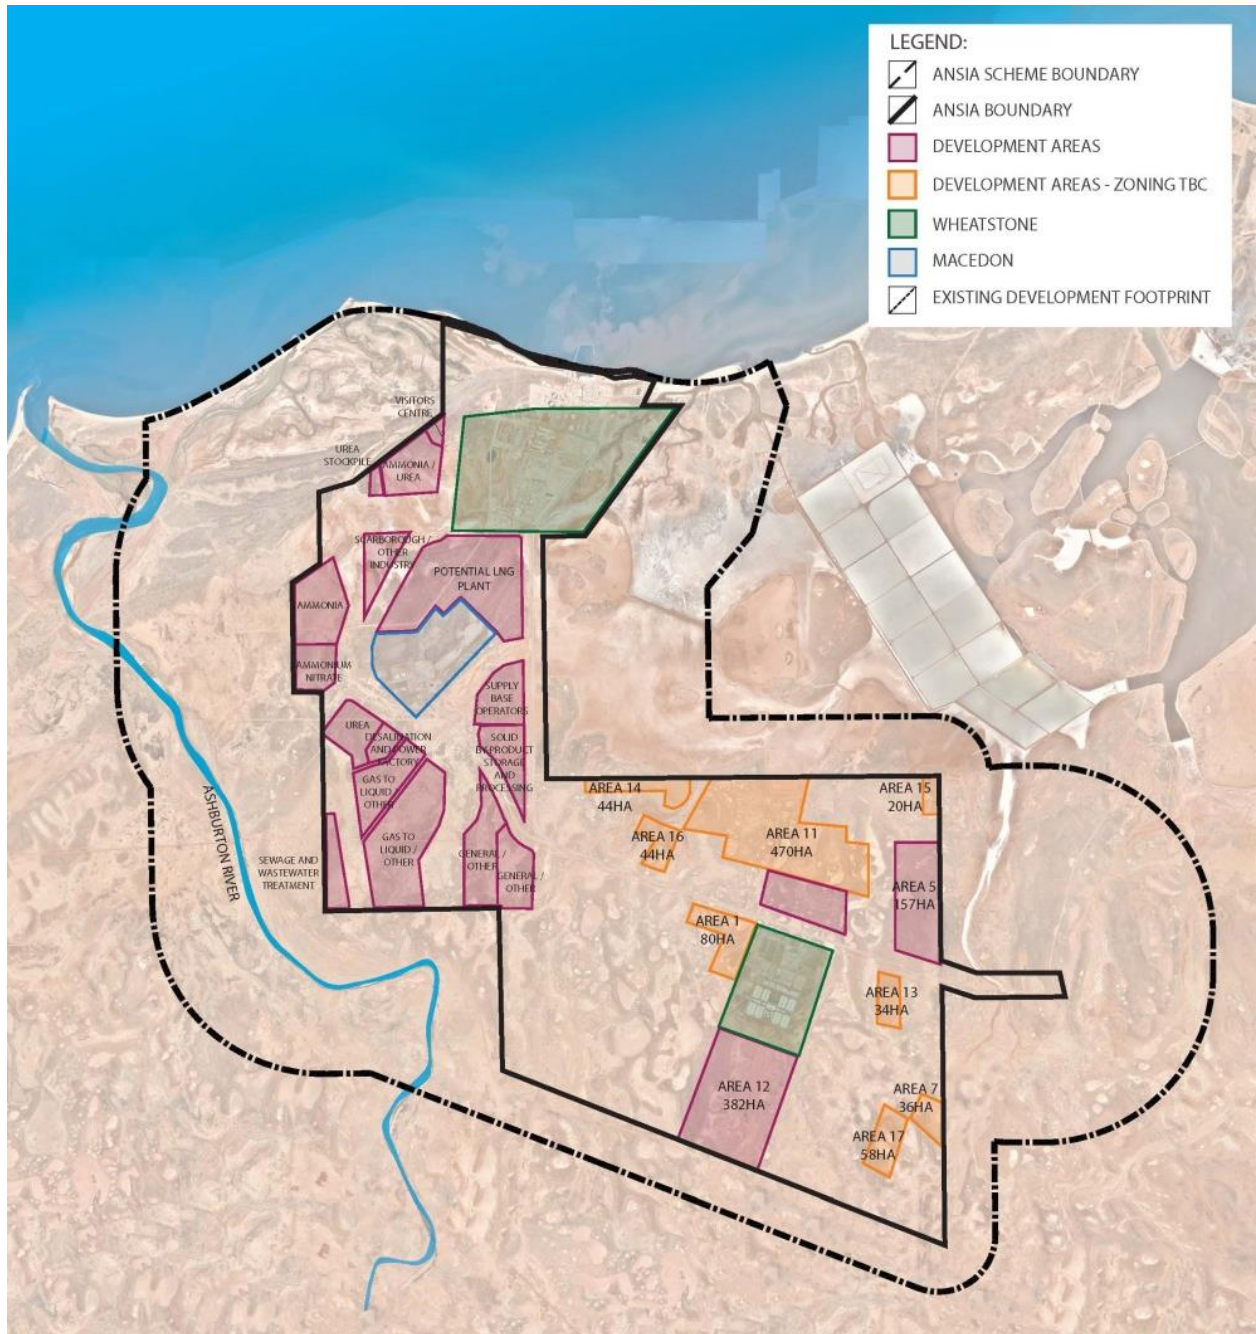 LEGEND:
ANSIA SCHEME BOUNDARY
ANSIA BOUNDARY
DEVELOPMENT AREAS
DEVELOPMENT AREAS - ZONING TBC
WHEATSTONE
MACEDON
EXISTING DEVELOPMENT FOOTPRINT
VISITORS
CENTRE
UREA
STOCKPILE
AMMONIA /
UREA
SCARBOROUGH /
OTHER
INDUSTRY
POTENTIAL LNG
PLANT
AMMONIA
AMMONIUM
NITRATE
SUPPLY
BASE
OPERATORS
UREA
DESALINATION
AND POWER
FACTORY
SOLID
BYPRODUCT
STORAGE
AND
PROCESSING
GAS TO
LIQUID /
OTHER
GAS TO
LIQUID /
OTHER
GENERAL /
OTHER
GENERAL /
OTHER
SEWAGE AND
WASTEWATER
TREATMENT
ASHBURTON RIVER
AREA 14
44HA
AREA 15
20HA
AREA 16
44HA
AREA 11
470HA
AREA 5
157HA
AREA 1
80HA
AREA 13
34HA
AREA 12
382HA
AREA 7
36HA
AREA 17
58HA